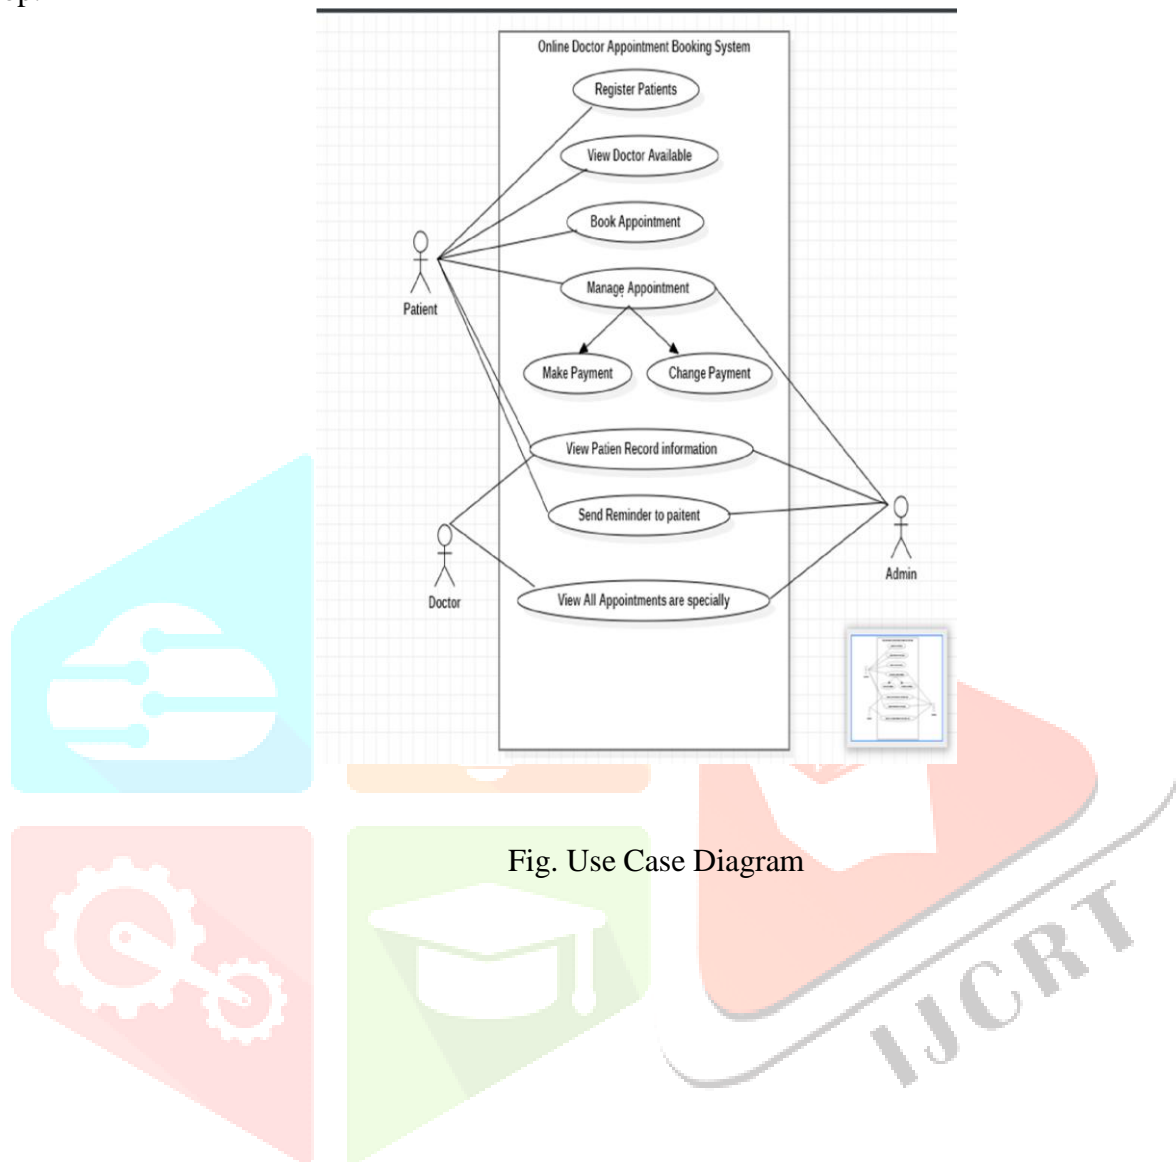 Online Doctor Appointment Booking System
Register Patients
View Doctor Available
Book Appointment
Manage Appointment
Patient
Make Payment
Change Payment
View Patien Record information
Send Reminder to paitent
Admin
Doctor
View All Appointments are specially
Fig. Use Case Diagram
IJCRT